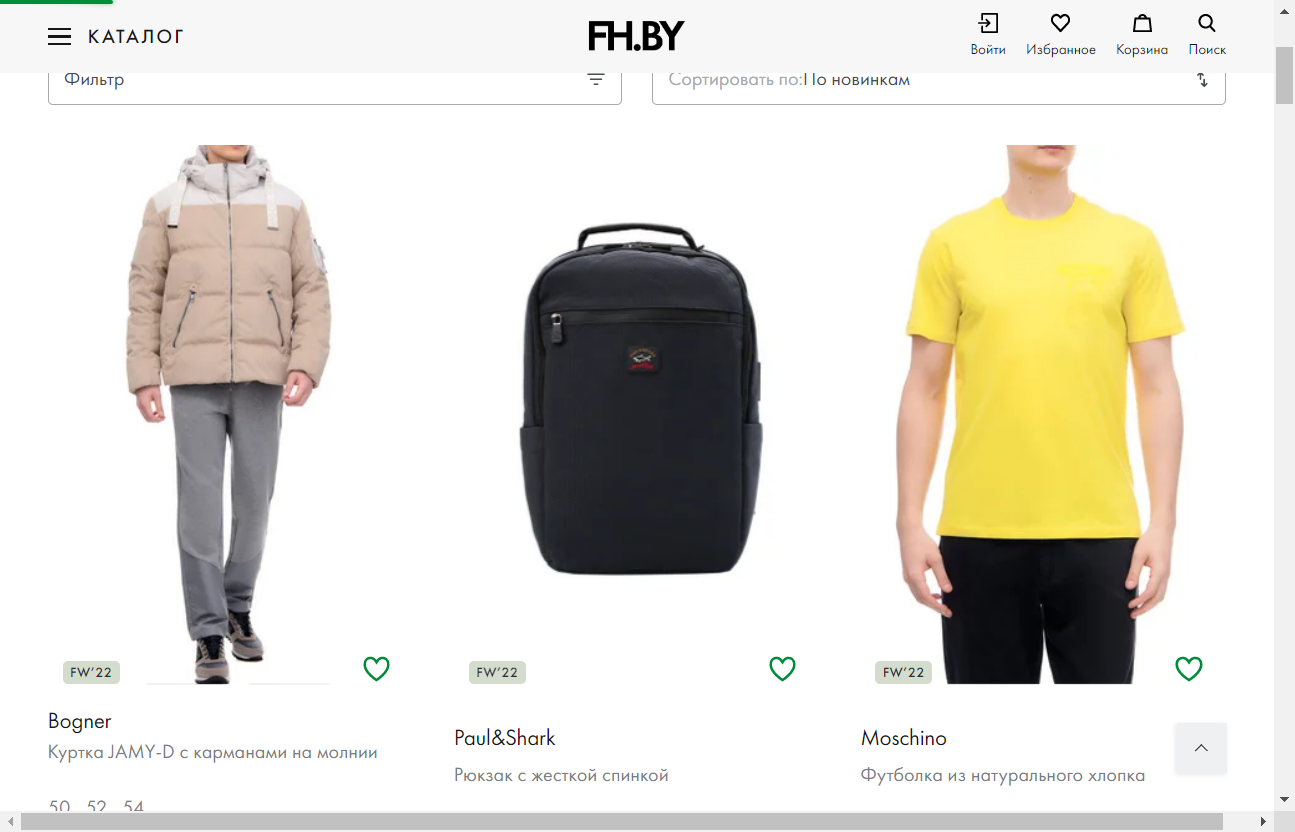 КАТАЛОГ
FH.BY
Войти
Избранное
Корзина
Поиск
Фильтр
Сортировать по:По новинкам
FW'22
FW'22
FW'22
Bogner
Куртка JAMY-D с карманами на молнии
50 52 54
Paul&Shark
Рюкзак с жесткой спинкой
Moschino
Футболка из натурального хлопка